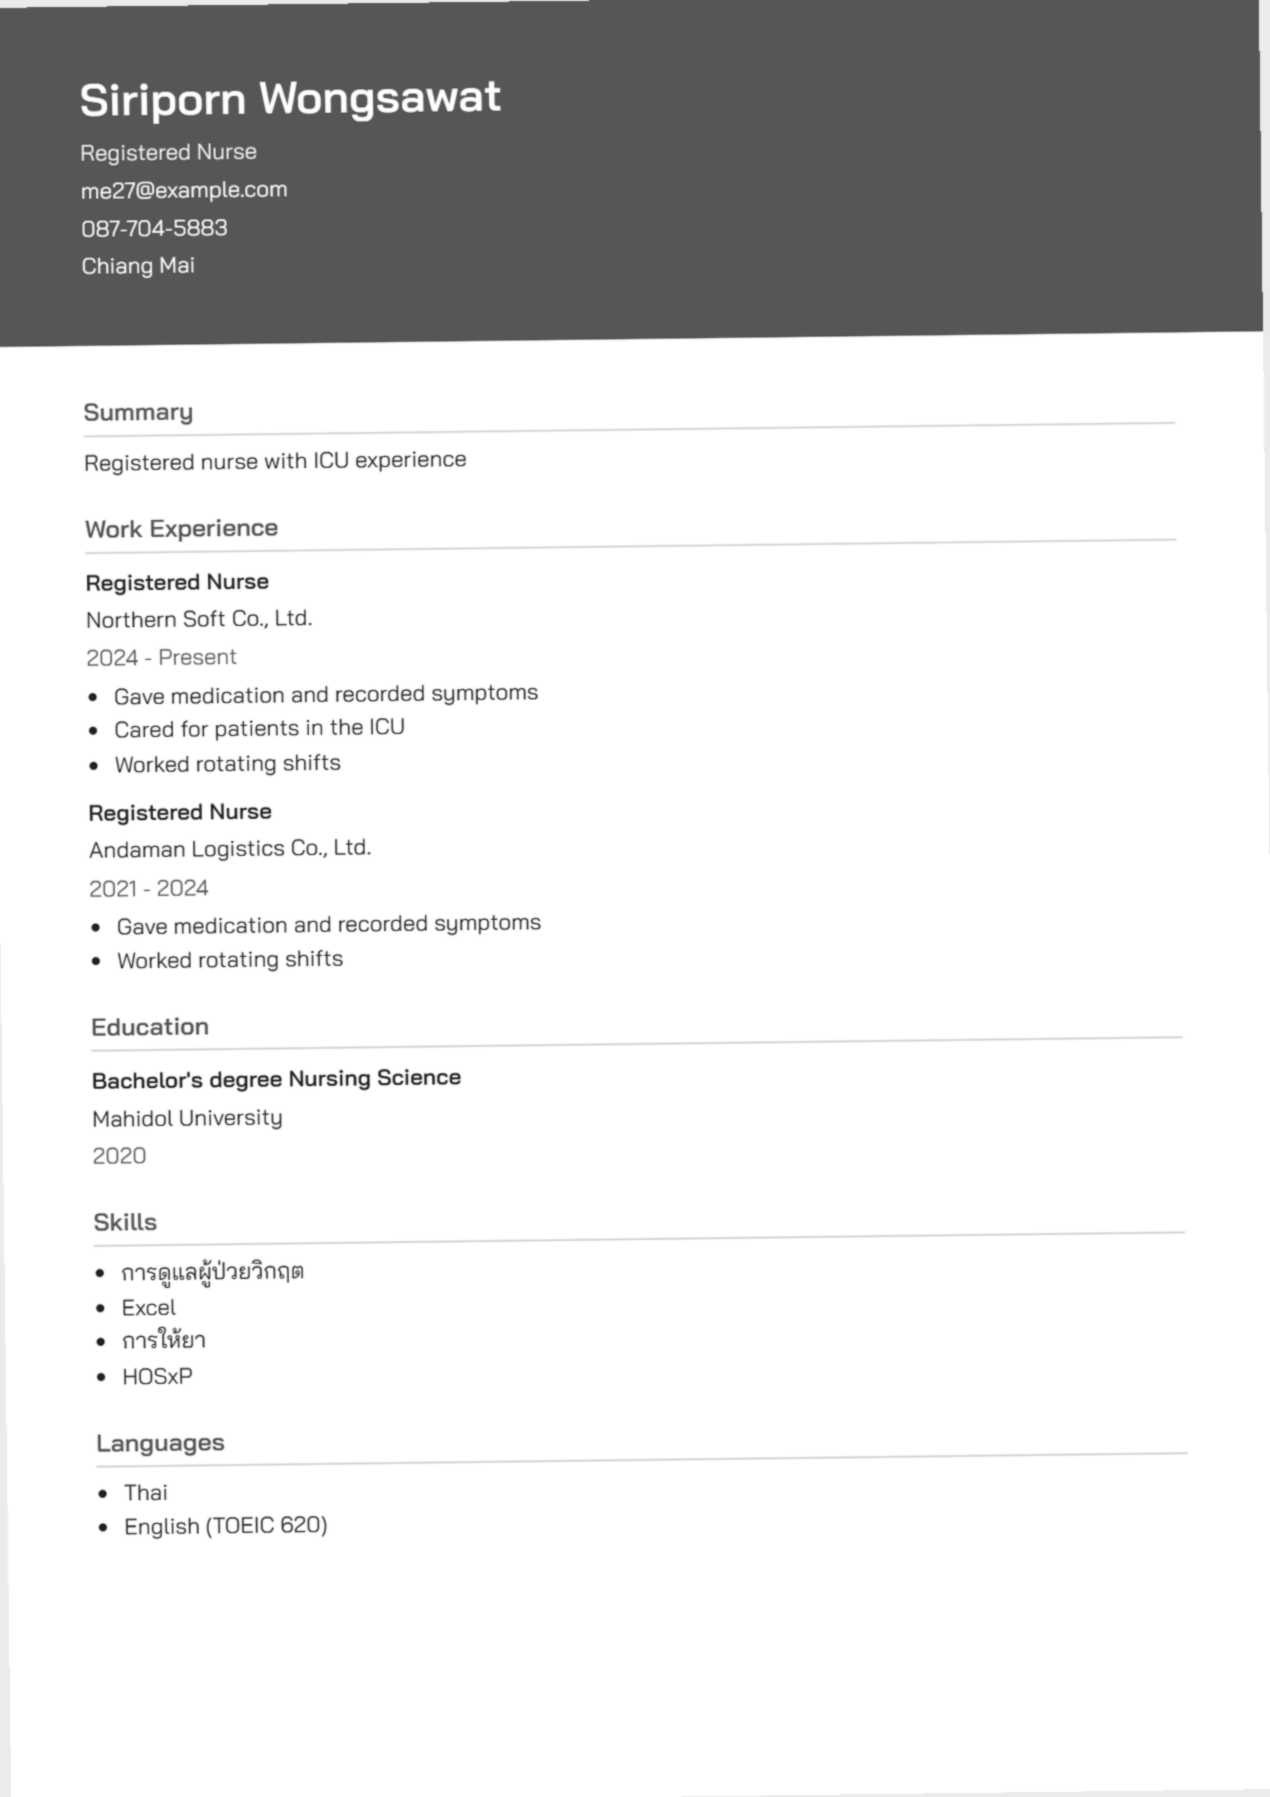 Siriporn Wongsawat
Registered Nurse
me27@example.com
087-704-5883
Chiang Mai
Summary
Registered nurse with ICU experience
Work Experience
Registered Nurse
Northern Soft Co., Ltd.
2024 - Present
• Gave medication and recorded symptoms
• Cared for patients in the ICU
• Worked rotating shifts
Registered Nurse
Andaman Logistics Co., Ltd.
2021 - 2024
• Gave medication and recorded symptoms
• Worked rotating shifts
Education
Bachelor's degree Nursing Science
Mahidol University
2020
Skills
• การดูแลผู้ป่วยวิกฤต
• Excel
• การให้ยา
• HOSxP
Languages
• Thai
• English (TOEIC 620)